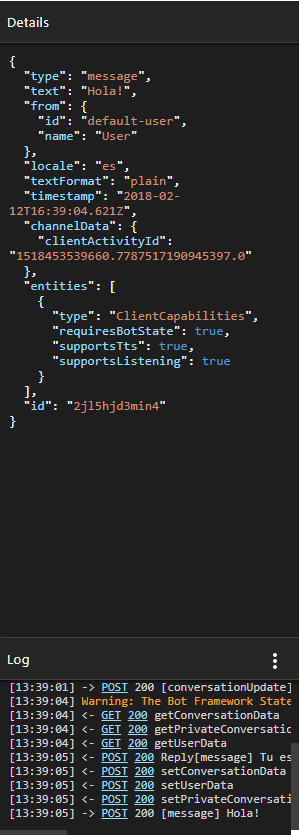 Details
{
"type": "message",
"text": "Hola!",
"from": {
"id": "default-user",
"name": "User"
},
"locale": "es",
"textFormat": "plain",
"timestamp": "2018-02-
12T16:39:04.621Z",
"channelData": {
"clientActivityId":
"1518453539660.7787517190945397.0"
},
"entities": [
{
"type": "ClientCapabilities",
"requiresBotState": true,
"supportsTts": true,
"supportsListening": true
}
],
"id": "2jl5hjd3min4"
}
Log
[13:39:01] -> POST 200 [conversationUpdate]
[13:39:04] Warning: The Bot Framework State
[13:39:04] <- GET 200 getConversationData
[13:39:04] <- GET 200 getPrivateConversatio
[13:39:04] <- GET 200 getUserData
[13:39:05] <- POST 200 Reply[message] Tu es
[13:39:05] <- POST 200 setConversationData
[13:39:05] <- POST 200 setUserData
[13:39:05] <- POST 200 setPrivateConversati
[13:39:05] -> POST 200 [message] Hola!